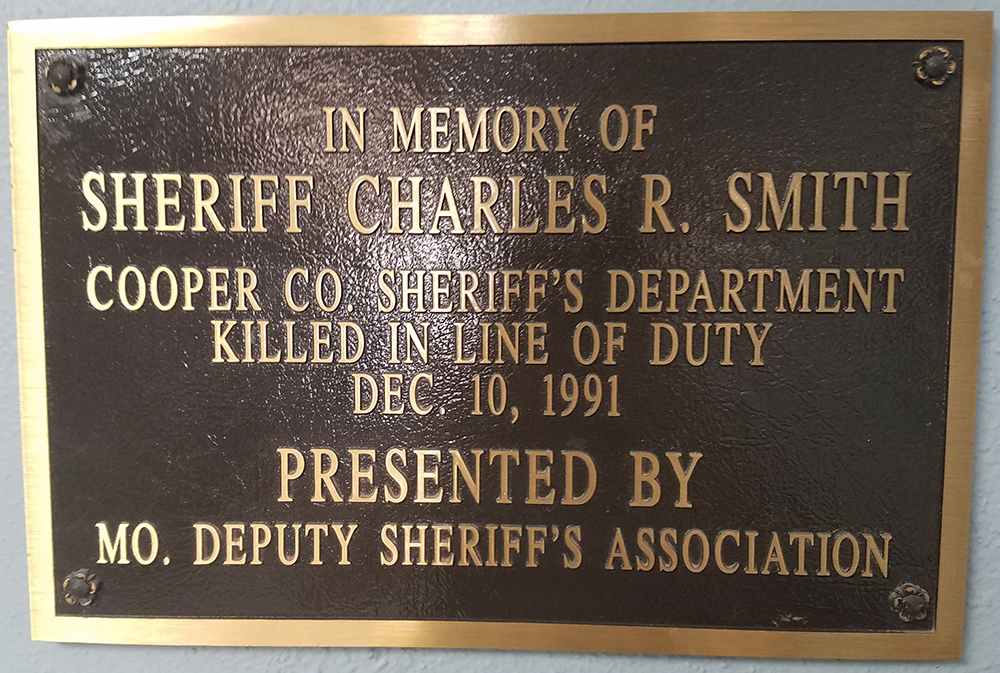 IN MEMORY OF
SHERIFF CHARLES R. SMITH
COOPER CO. SHERIFF'S DEPARTMENT
KILLED IN LINE OF DUTY
DEC. 10, 1991
PRESENTED BY
MO. DEPUTY SHERIFF'S ASSOCIATION